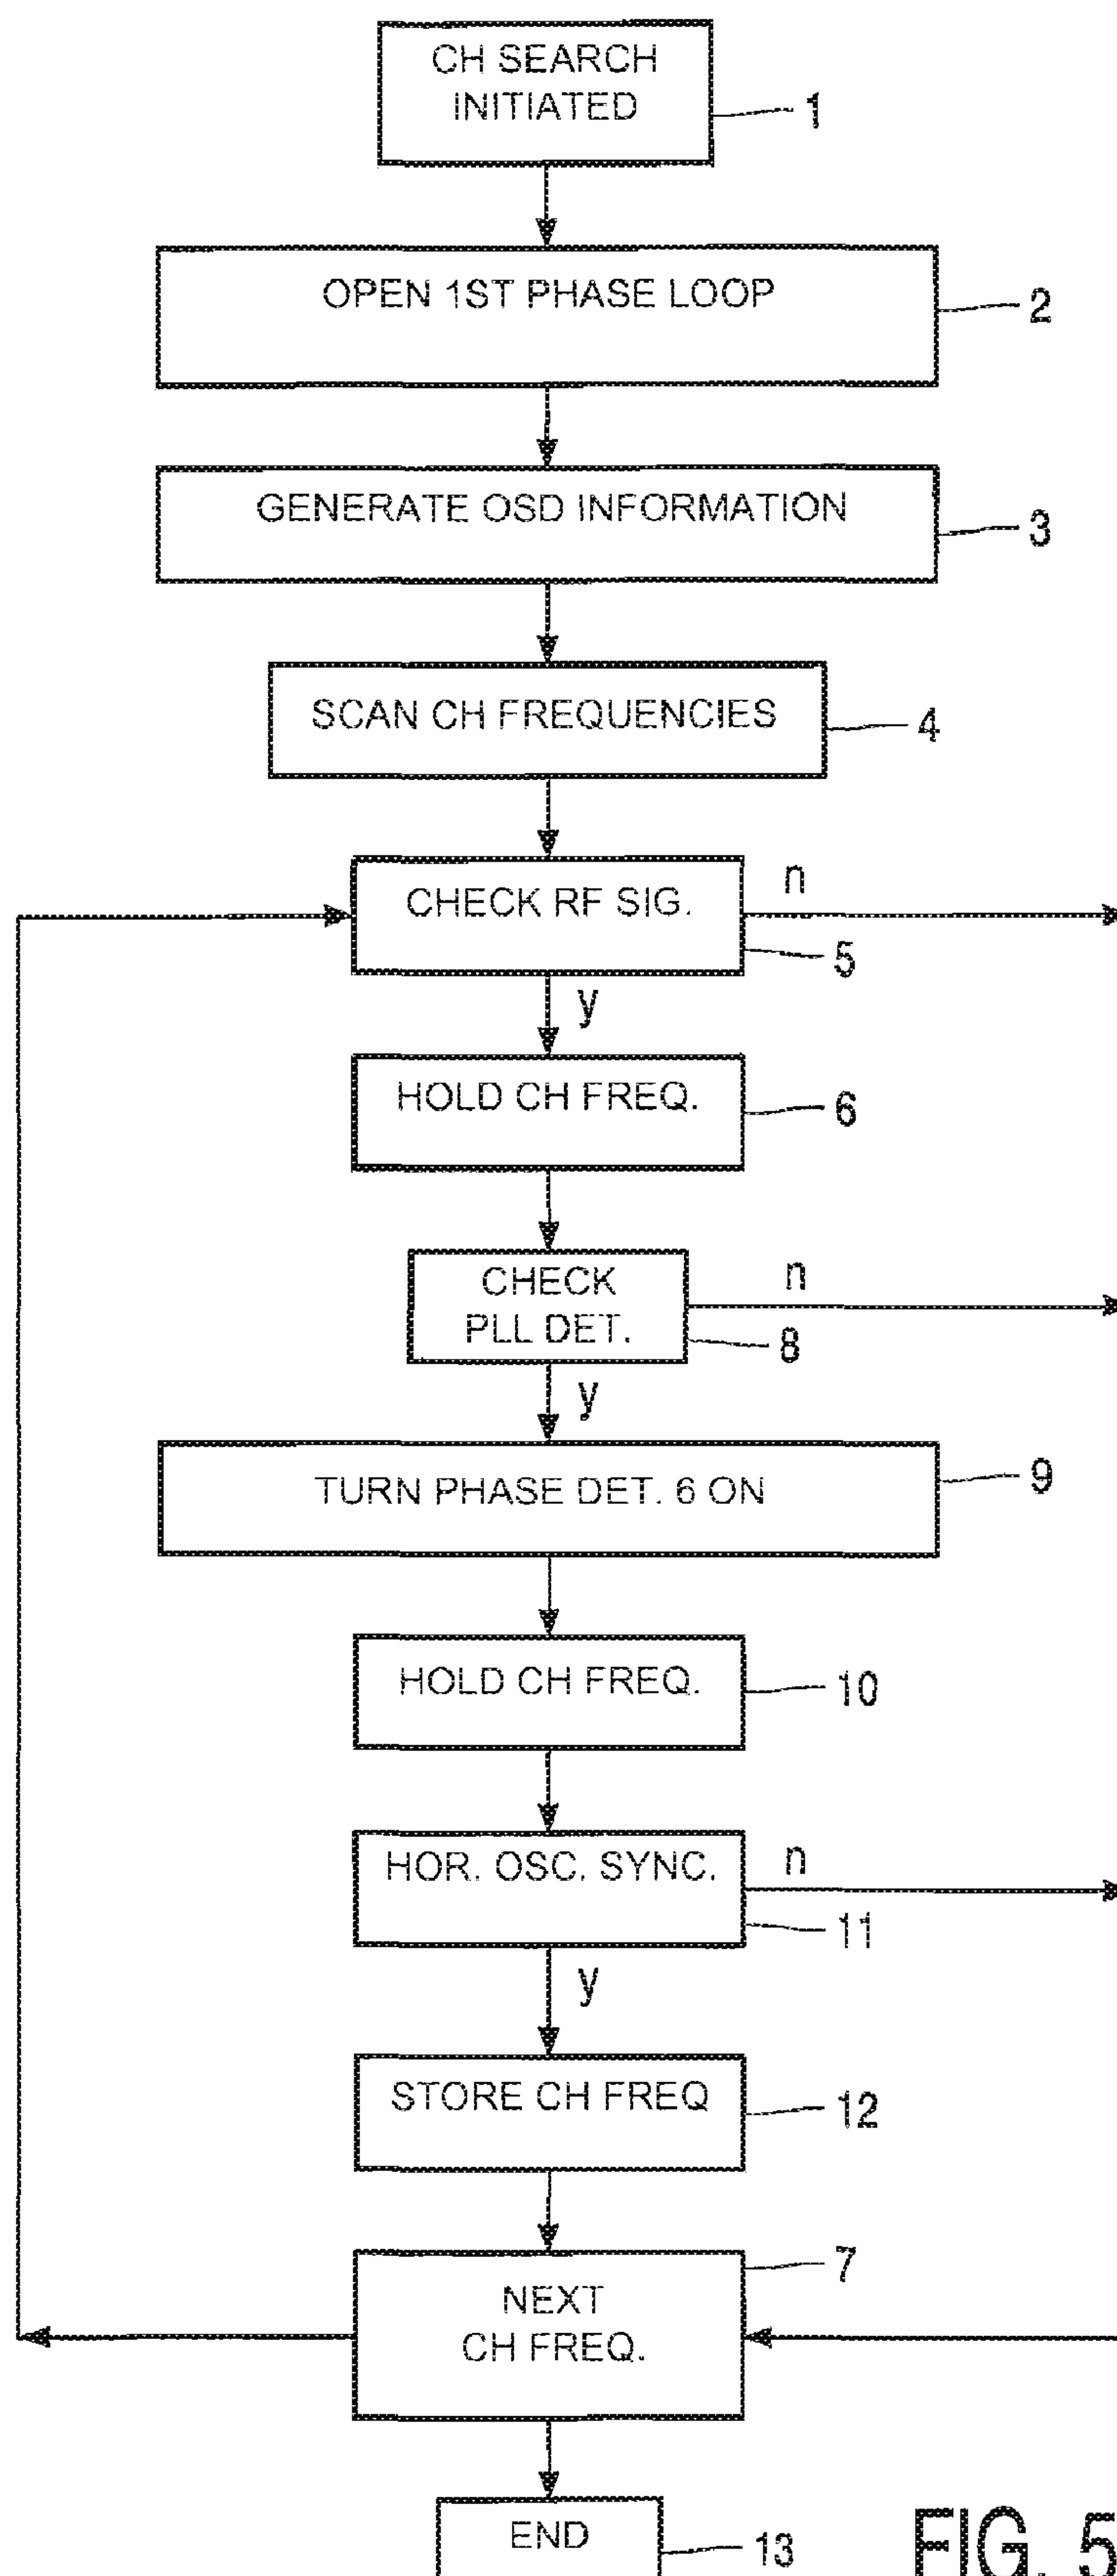 CH SEARCH
INITIATED
1
OPEN 1ST PHASE LOOP
2
GENERATE OSD INFORMATION
3
SCAN CH FREQUENCIES
4
CHECK RF SIG.
n
5
y
HOLD CH FREQ.
6
CHECK
PLL DET.
n
8
y
TURN PHASE DET. 6 ON
9
HOLD CH FREQ.
10
HOR. OSC. SYNC.
n
11
y
STORE CH FREQ
12
7
NEXT
CH FREQ.
END
13
FIG. 5